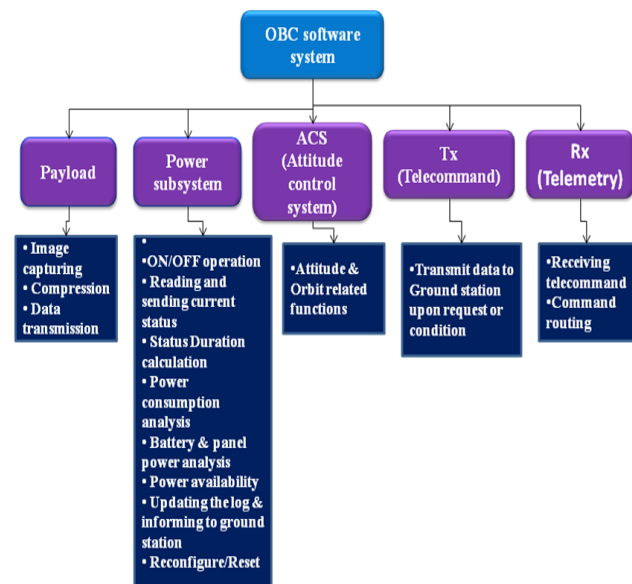 OBC software
system
Payload
Power
subsystem
ACS
(Attitude
control
system)
Tx
(Telecommand)
Rx
(Telemetry)
• Image
capturing
• Compression
• Data
transmission
•
•ON/OFF operation
• Reading and
sending current
status
• Status Duration
calculation
• Power
consumption
analysis
• Battery & panel
power analysis
• Power availability
• Updating the log &
informing to ground
station
• Reconfigure/Reset
• Attitude &
Orbit related
functions
• Transmit data to
Ground station
upon request or
condition
•Receiving
telecommand
•Command
routing